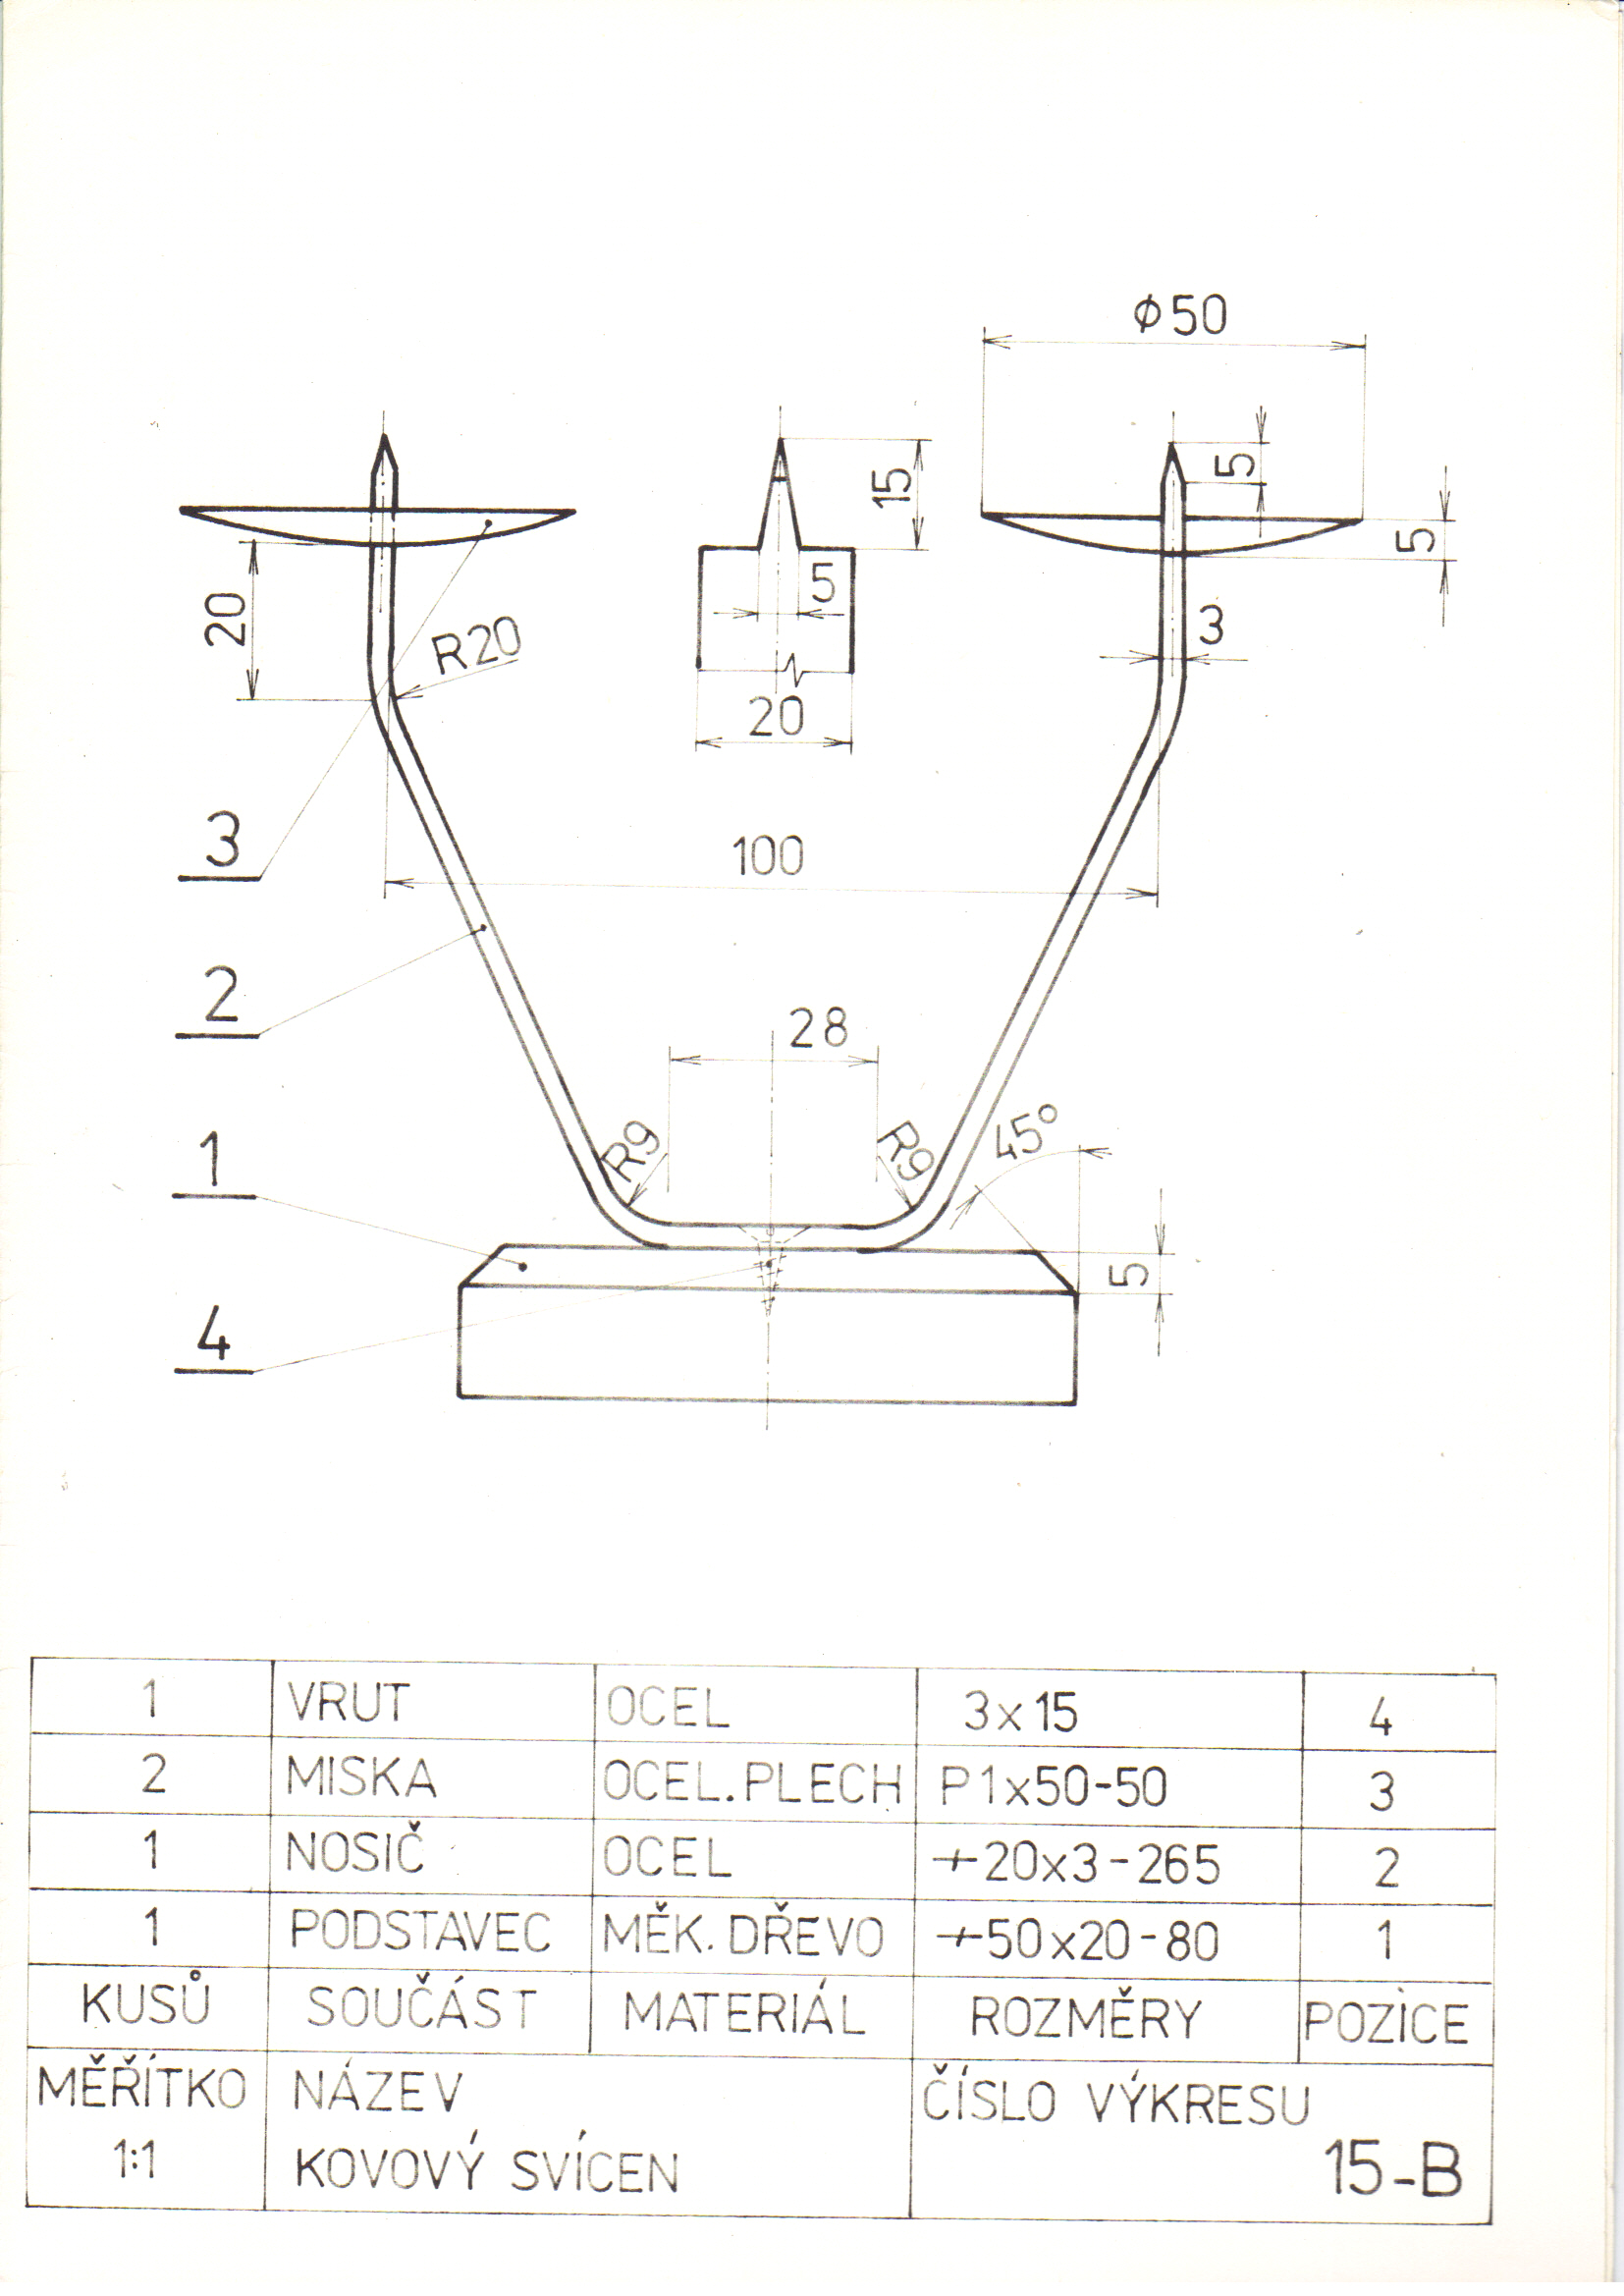 φ50
5
15
5
5
20
R20
3
20
3
100
2
28
R9
R9
45°
1
5
4
1 VRUT OCEL 3x15 4
2 MISKA OCEL.PLECH P1x50-50 3
1 NOSIČ OCEL 20x3-265 2
1 PODSTAVEC MĚK. DŘEVO 50x20-80 1
KUSŮ SOUČÁST MATERIÁL ROZMĚRY POZICE
MĚŘÍTKO NÁZEV ČÍSLO VÝKRESU
1:1 KOVOVÝ SVÍCEN 15-B